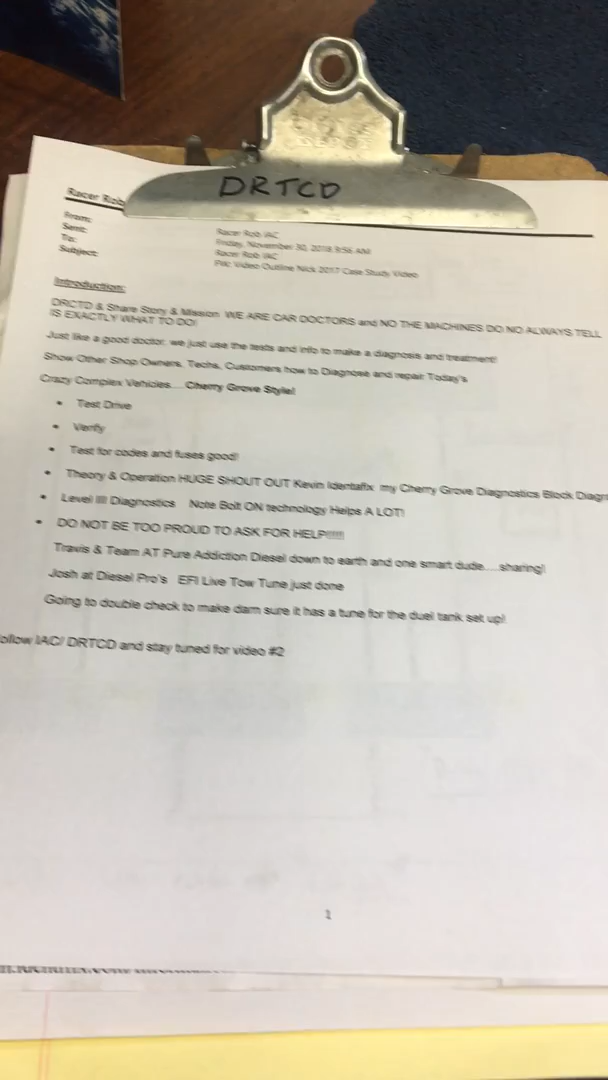 DRTCD
Racer Rob
From: Racer Rob IAC
Sent: Friday, November 30, 2018 9:56 AM
To: Racer Rob IAC
Subject: FW: Video Outline Nick 2017 Case Study Video
Introduction:
DRCTD & Share Story & Mission WE ARE CAR DOCTORS and NO THE MACHINES DO NO ALWAYS TELL
IS EXACTLY WHAT TO DO!
Just like a good doctor, we just use the tests and info to make a diagnosis and treatment!
Show Other Shop Owners, Techs, Customers how to Diagnose and repair Today's
Crazy Complex Vehicles.... Cherry Grove Style!
• Test Drive
• Verify
• Test for codes and fuses good!
• Theory & Operation HUGE SHOUT OUT Kevin Identafix my Cherry Grove Diagnostics Block Diagr
• Level III Diagnostics Note Bolt ON technology Helps A LOT!
• DO NOT BE TOO PROUD TO ASK FOR HELP!!!!!
Travis & Team AT Pure Addiction Diesel down to earth and one smart dude....sharing!
Josh at Diesel Pro's EFI Live Tow Tune just done
Going to double check to make darn sure it has a tune for the duel tank set up!
ollow IAC/ DRTCD and stay tuned for video #2
1